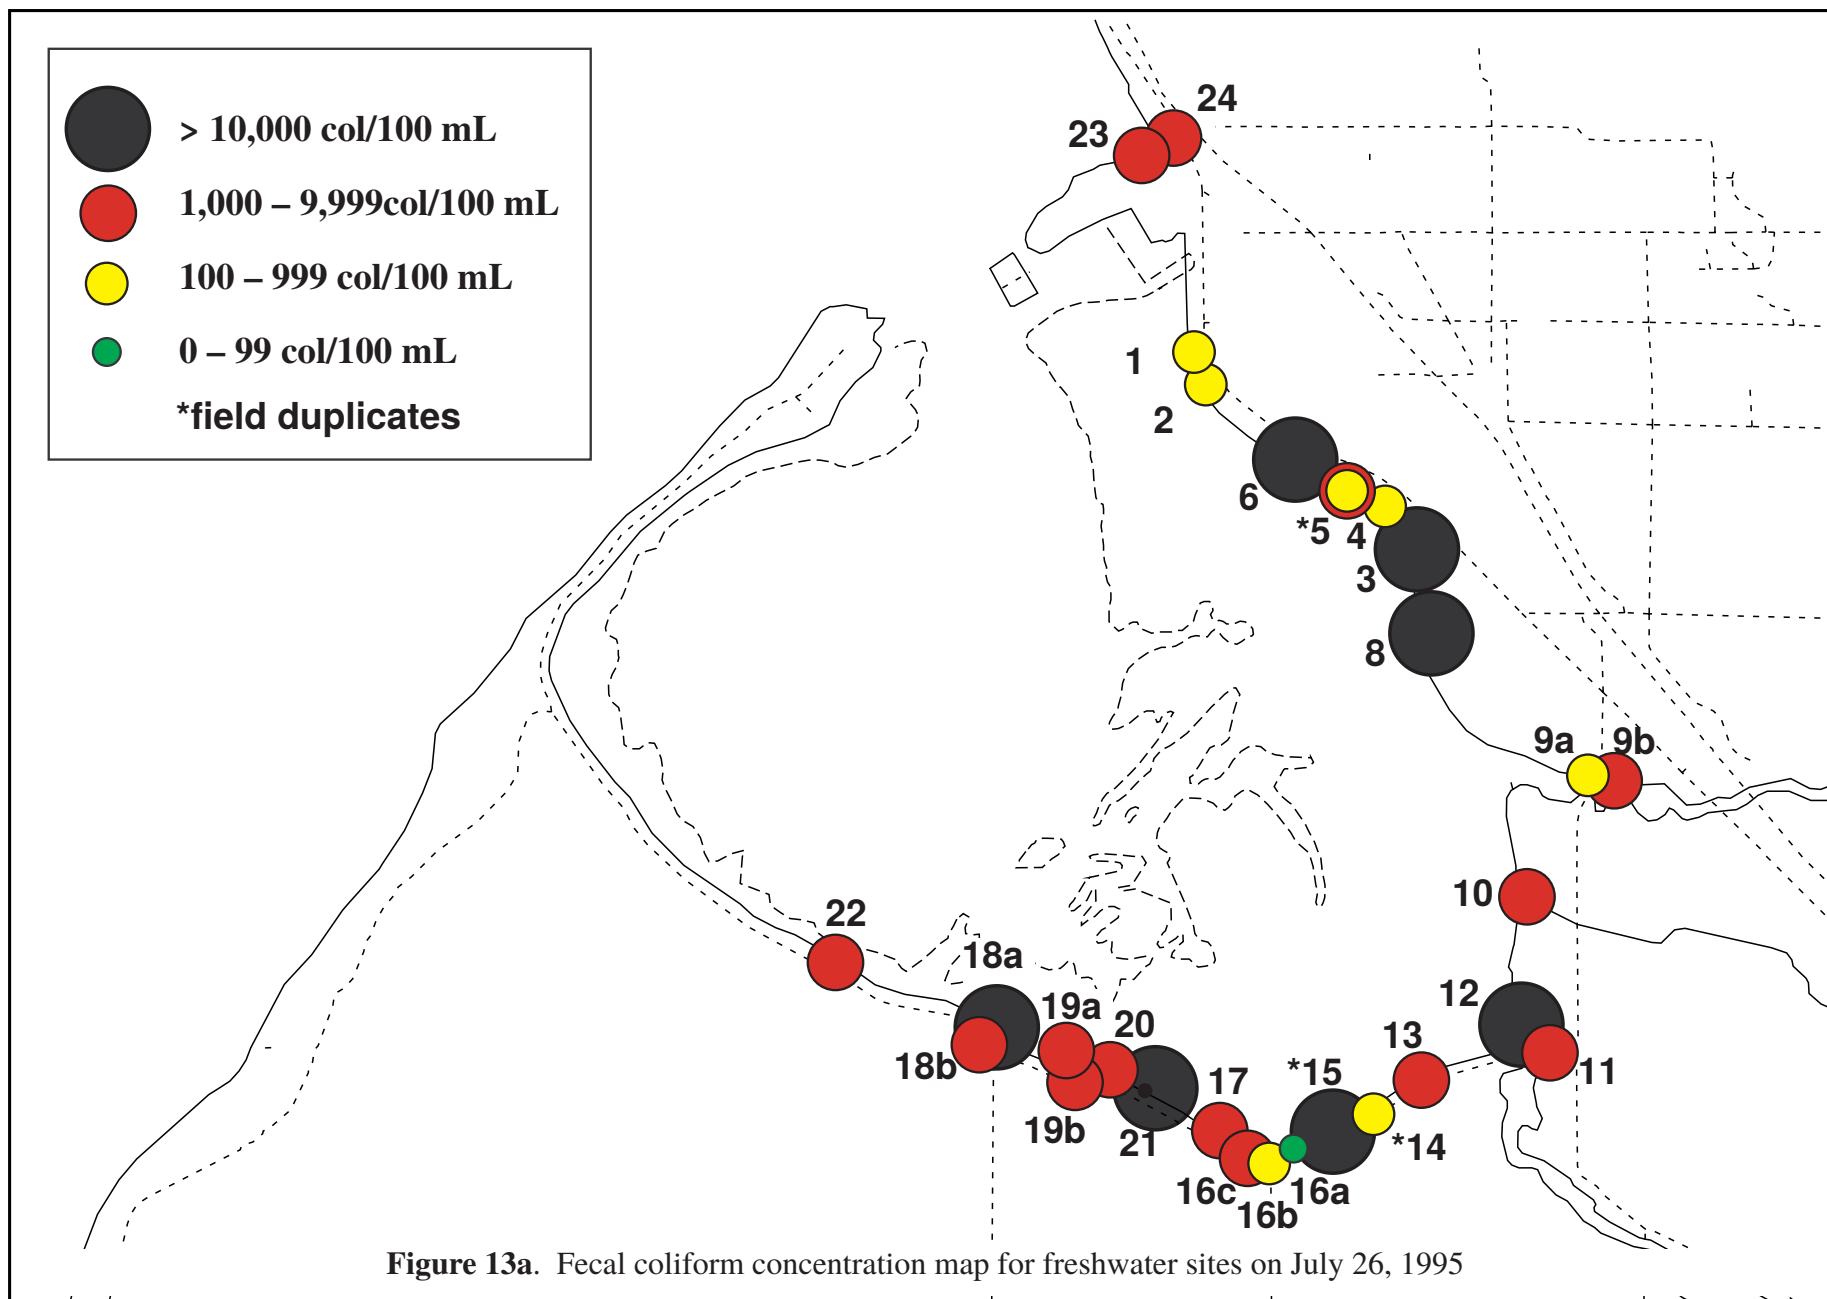 > 10,000 col/100 mL
1,000 – 9,999col/100 mL
100 – 999 col/100 mL
0 – 99 col/100 mL
*field duplicates
24
23
1
2
6
*5
4
3
8
9a
9b
10
22
18a
12
19a
20
13
18b
*15
11
17
19b
21
*14
16c
16a
16b
Figure 13a. Fecal coliform concentration map for freshwater sites on July 26, 1995